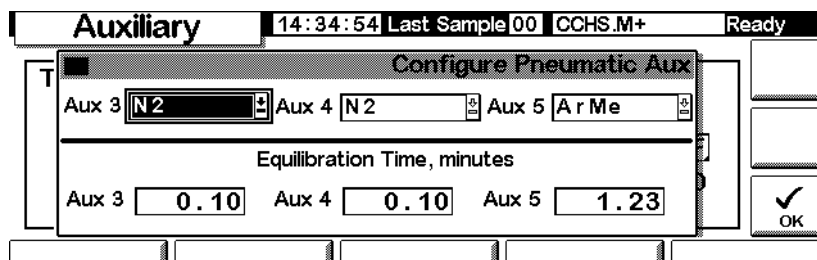 Auxiliary 14:34:54 Last Sample 00 CCHS.M+ Ready
Configure Pneumatic Aux
Aux 3 N2 Aux 4 N2 Aux 5 ArMe
Equilibration Time, minutes
Aux 3 0.10 Aux 4 0.10 Aux 5 1.23
OK